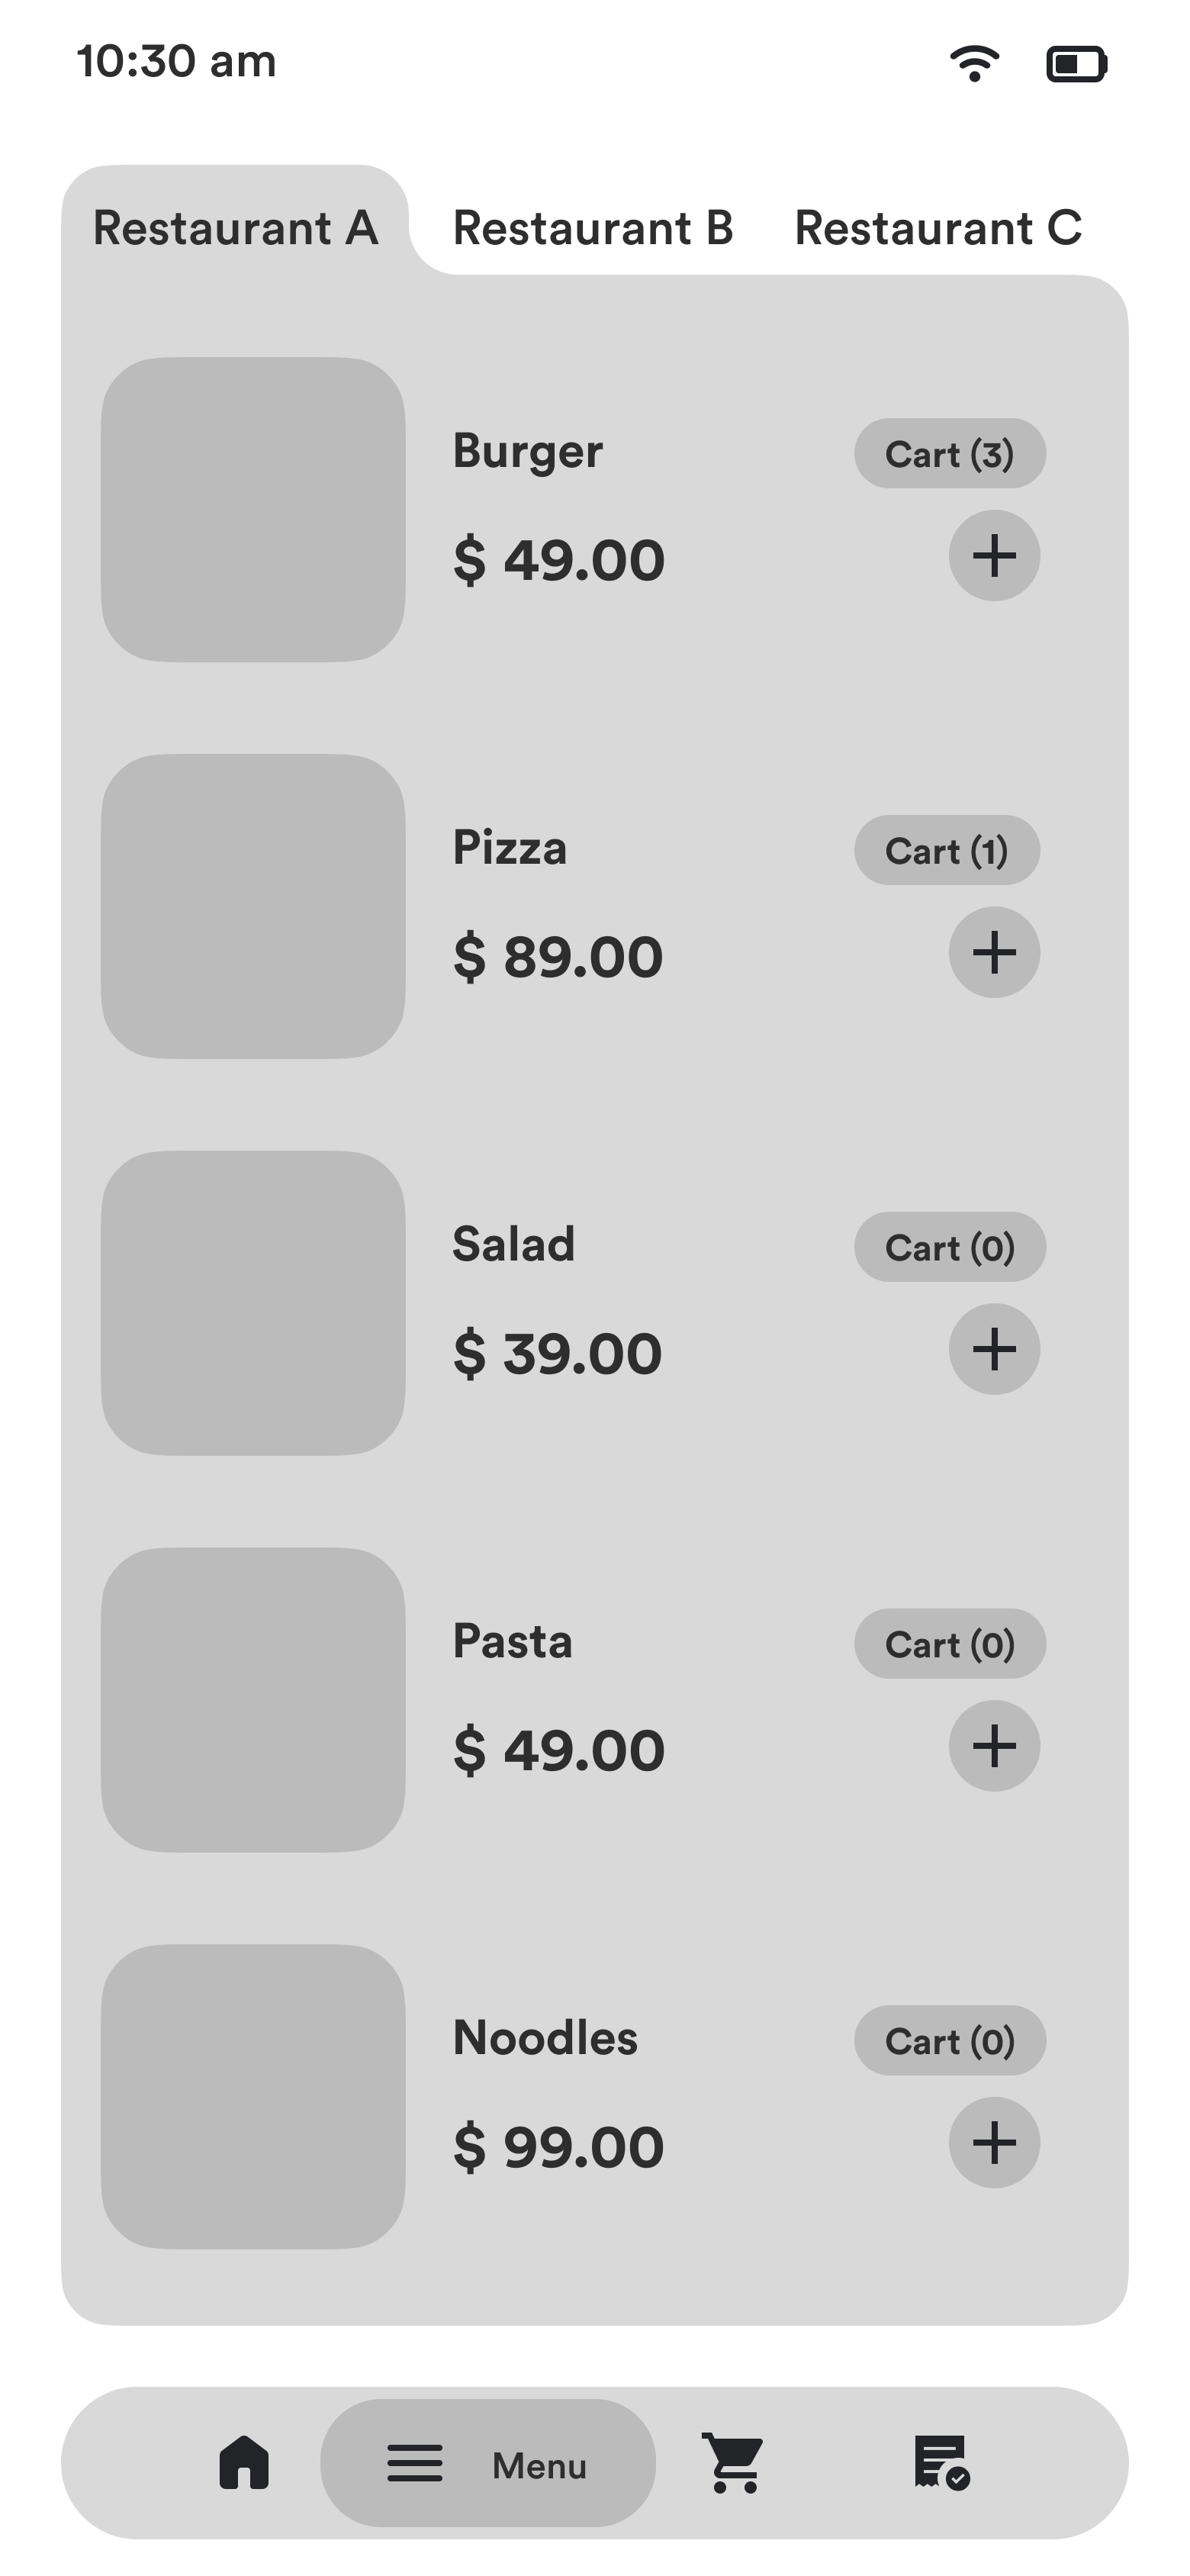 10:30 am
Restaurant A Restaurant B Restaurant C
Burger
Cart (3)
$ 49.00
Pizza
Cart (1)
$ 89.00
Salad
Cart (0)
$ 39.00
Pasta
Cart (0)
$ 49.00
Noodles
Cart (0)
$ 99.00
Menu